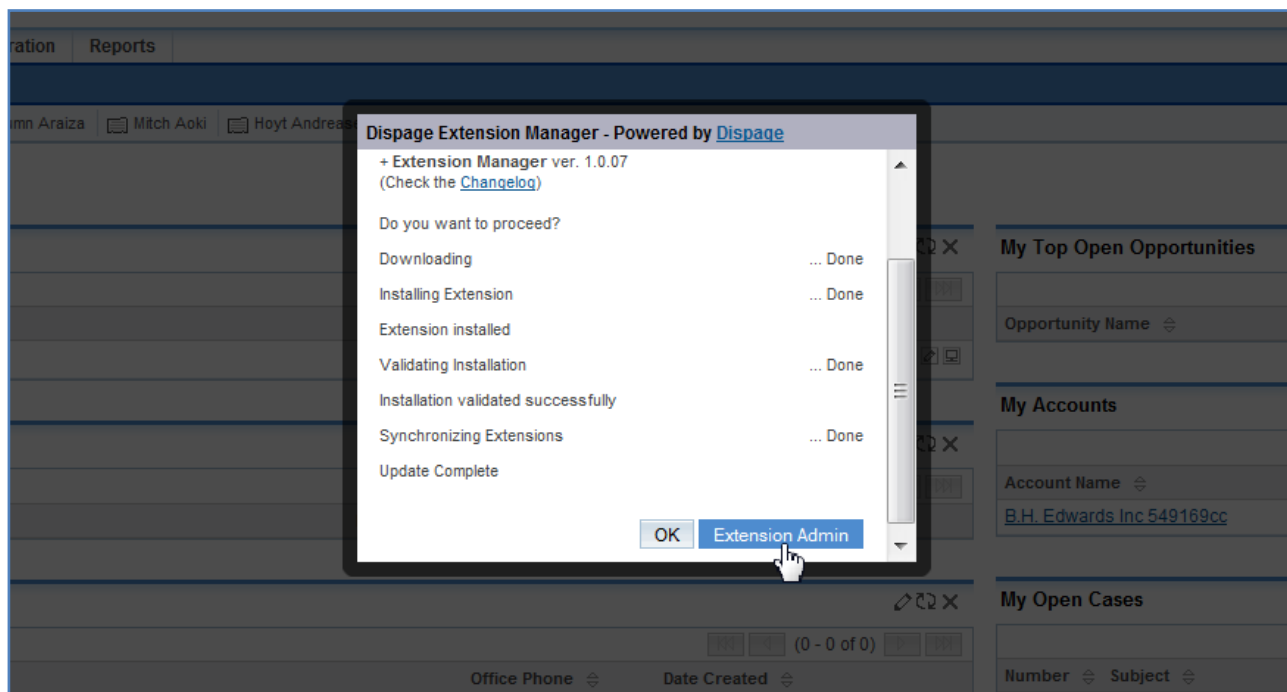 ration Reports
mn Araiza Mitch Aoki Hoyt Andreas
Dispage Extension Manager - Powered by Dispage
+ Extension Manager ver. 1.0.07
(Check the Changelog)
Do you want to proceed?
Downloading ... Done
Installing Extension ... Done
Extension installed
Validating Installation ... Done
Installation validated successfully
Synchronizing Extensions ... Done
Update Complete
OK Extension Admin
My Top Open Opportunities
Opportunity Name
My Accounts
Account Name
B.H. Edwards Inc 549169cc
My Open Cases
(0 - 0 of 0)
Office Phone Date Created
Number Subject